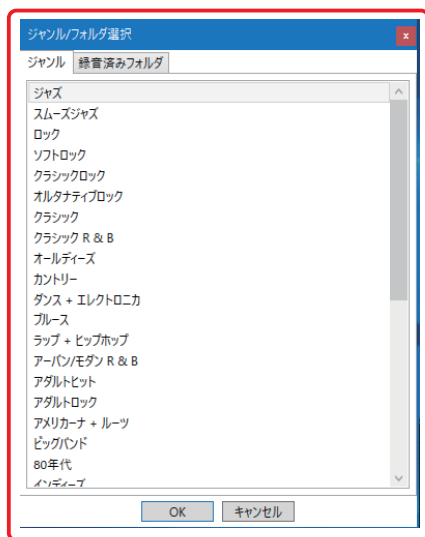 ジャンル/フォルダ選択
x
ジャンル 録音済みフォルダ
ジャズ
スムーズジャズ
ロック
ソフトロック
クラシックロック
オルタナティブロック
クラシック
クラシック R & B
オールディーズ
カントリー
ダンス + エレクトロニカ
ブルース
ラップ + ヒップホップ
アーバン/モダン R & B
アダルトヒット
アダルトロック
アメリカーナ + ルーツ
ビッグバンド
80年代
インディーズ
OK キャンセル